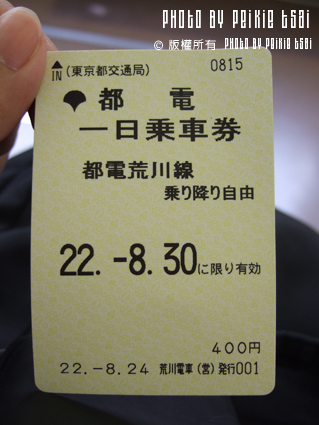 PHOTO BY PEIKIE TSAI
© 版權所有 PHOTO BY PEIKIE TSAI
↑IN (東京都交通局) 0815
都電
一日乗車券
都電荒川線
乗り降り自由
22.-8.30に限り有効
400円
22.-8.24 荒川電車(営)発行001